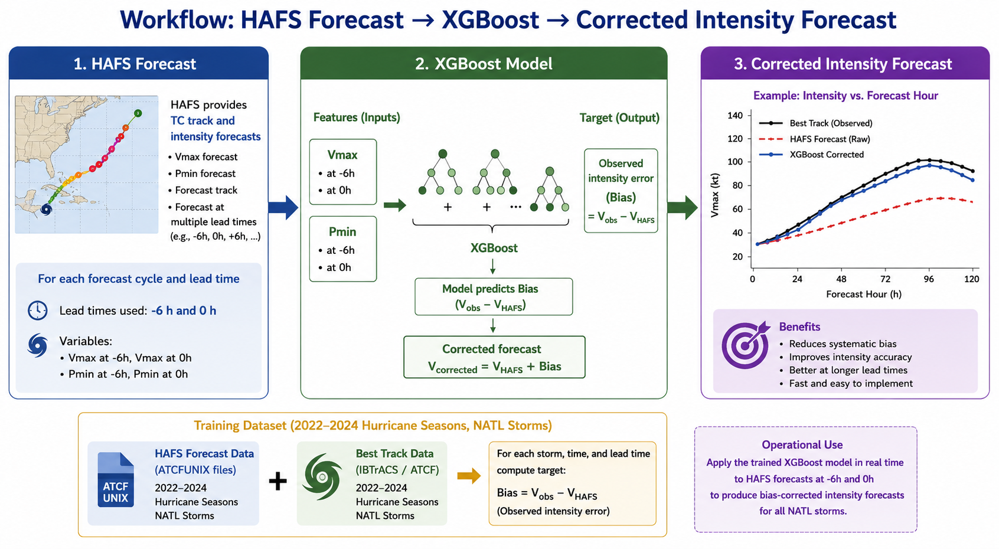 Workflow: HAFS Forecast → XGBoost → Corrected Intensity Forecast
1. HAFS Forecast
HAFS provides
TC track and
intensity forecasts
• Vmax forecast
• Pmin forecast
• Forecast track
• Forecast at
multiple lead times
(e.g., -6h, 0h, +6h, ...)
For each forecast cycle and lead time
Lead times used: -6 h and 0 h
Variables:
• Vmax at -6h, Vmax at 0h
• Pmin at -6h, Pmin at 0h
2. XGBoost Model
Features (Inputs)
Vmax
• at -6h
• at 0h
Pmin
• at -6h
• at 0h
+ + ...
XGBoost
Model predicts Bias
(Vobs – VHAFS)
Corrected forecast
Vcorrected = VHAFS + Bias
Target (Output)
Observed
intensity error
(Bias)
= Vobs – VHAFS
3. Corrected Intensity Forecast
Example: Intensity vs. Forecast Hour
Best Track (Observed)
HAFS Forecast (Raw)
XGBoost Corrected
Vmax (kt)
140
120
100
80
60
40
20
0 24 48 72 96 120
Forecast Hour (h)
Benefits
• Reduces systematic bias
• Improves intensity accuracy
• Better at longer lead times
• Fast and easy to implement
Training Dataset (2022–2024 Hurricane Seasons, NATL Storms)
ATCF
UNIX
HAFS Forecast Data
(ATCFUNIX files)
2022–2024
Hurricane Seasons
NATL Storms
+
Best Track Data
(IBTrACS / ATCF)
2022–2024
Hurricane Seasons
NATL Storms
For each storm, time, and lead time
compute target:
Bias = Vobs – VHAFS
(Observed intensity error)
Operational Use
Apply the trained XGBoost model in real time
to HAFS forecasts at -6h and 0h
to produce bias-corrected intensity forecasts
for all NATL storms.